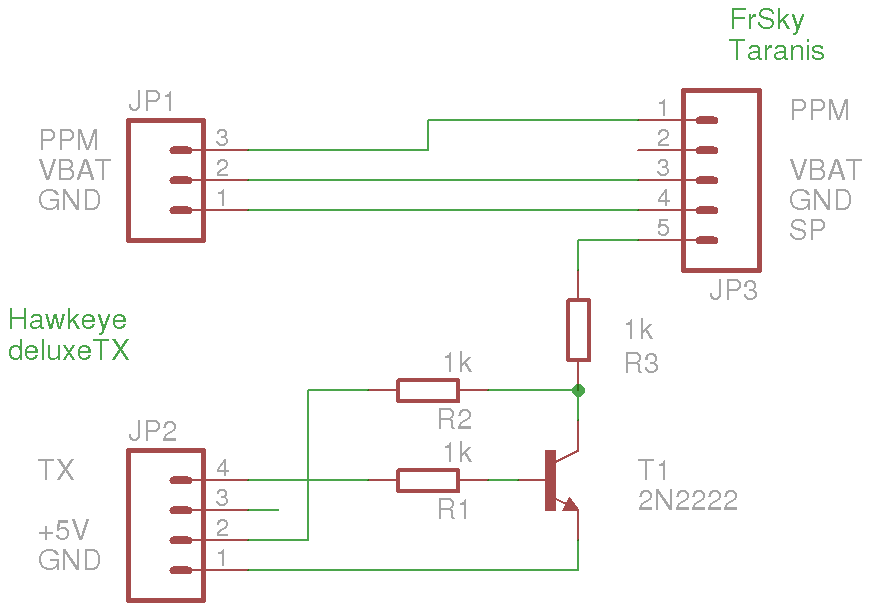 FrSky
Taranis
JP1
PPM
VBAT
GND
3
2
1
1
2
3
4
5
PPM
VBAT
GND
SP
JP3
Hawkeye
deluxeTX
1k
R3
1k
R2
JP2
TX
+5V
GND
4
3
2
1
1k
R1
T1
2N2222